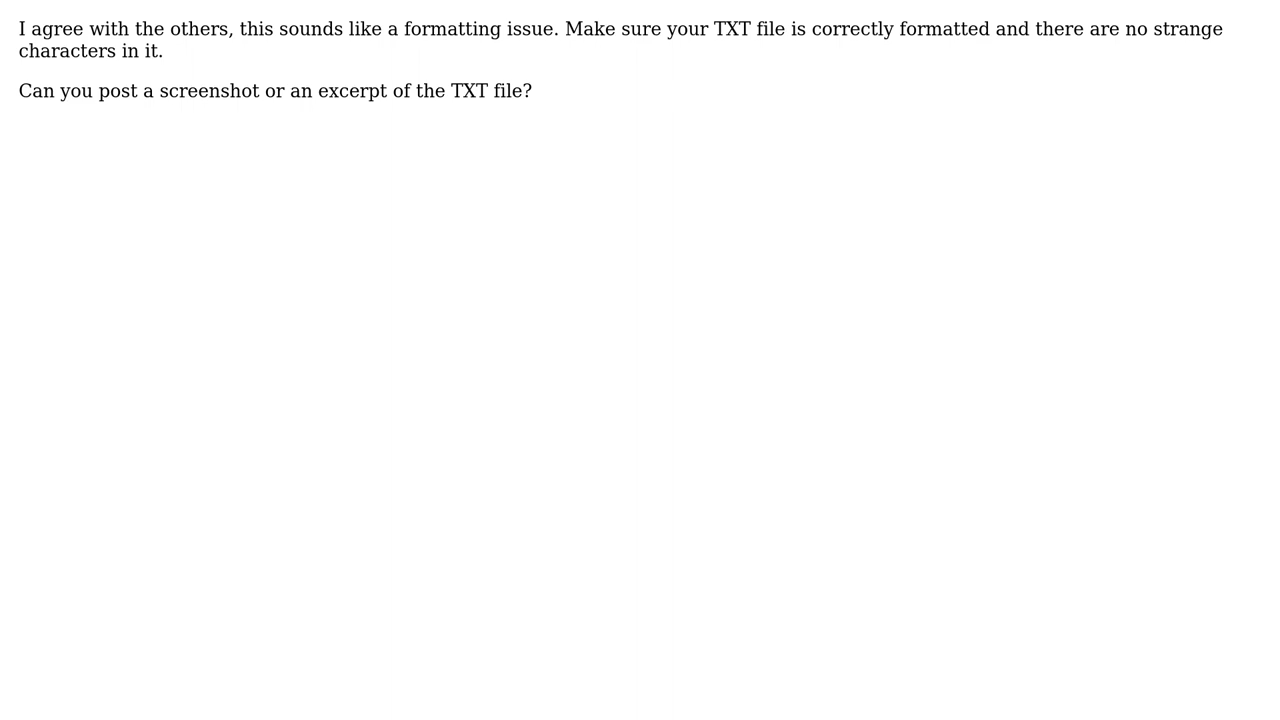 I agree with the others, this sounds like a formatting issue. Make sure your TXT file is correctly formatted and there are no strange
characters in it.
Can you post a screenshot or an excerpt of the TXT file?